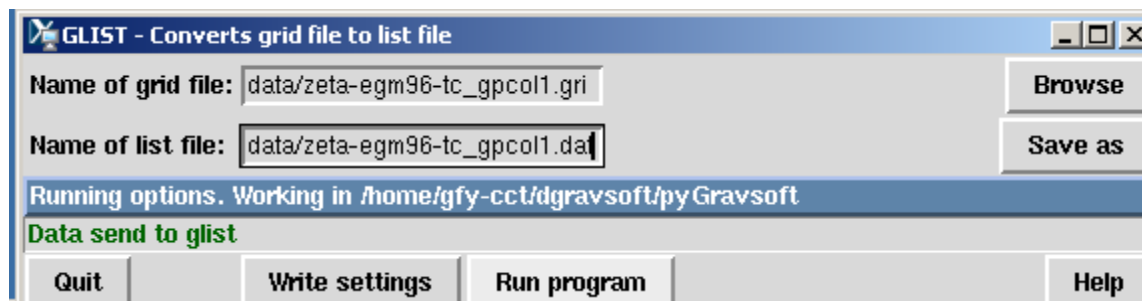 GLIST - Converts grid file to list file
Name of grid file: data/zeta-egm96-tc_gpcol1.gri Browse
Name of list file: data/zeta-egm96-tc_gpcol1.dat Save as
Running options. Working in /home/gfy-cct/dgravsoft/pyGravsoft
Data send to glist
Quit Write settings Run program Help